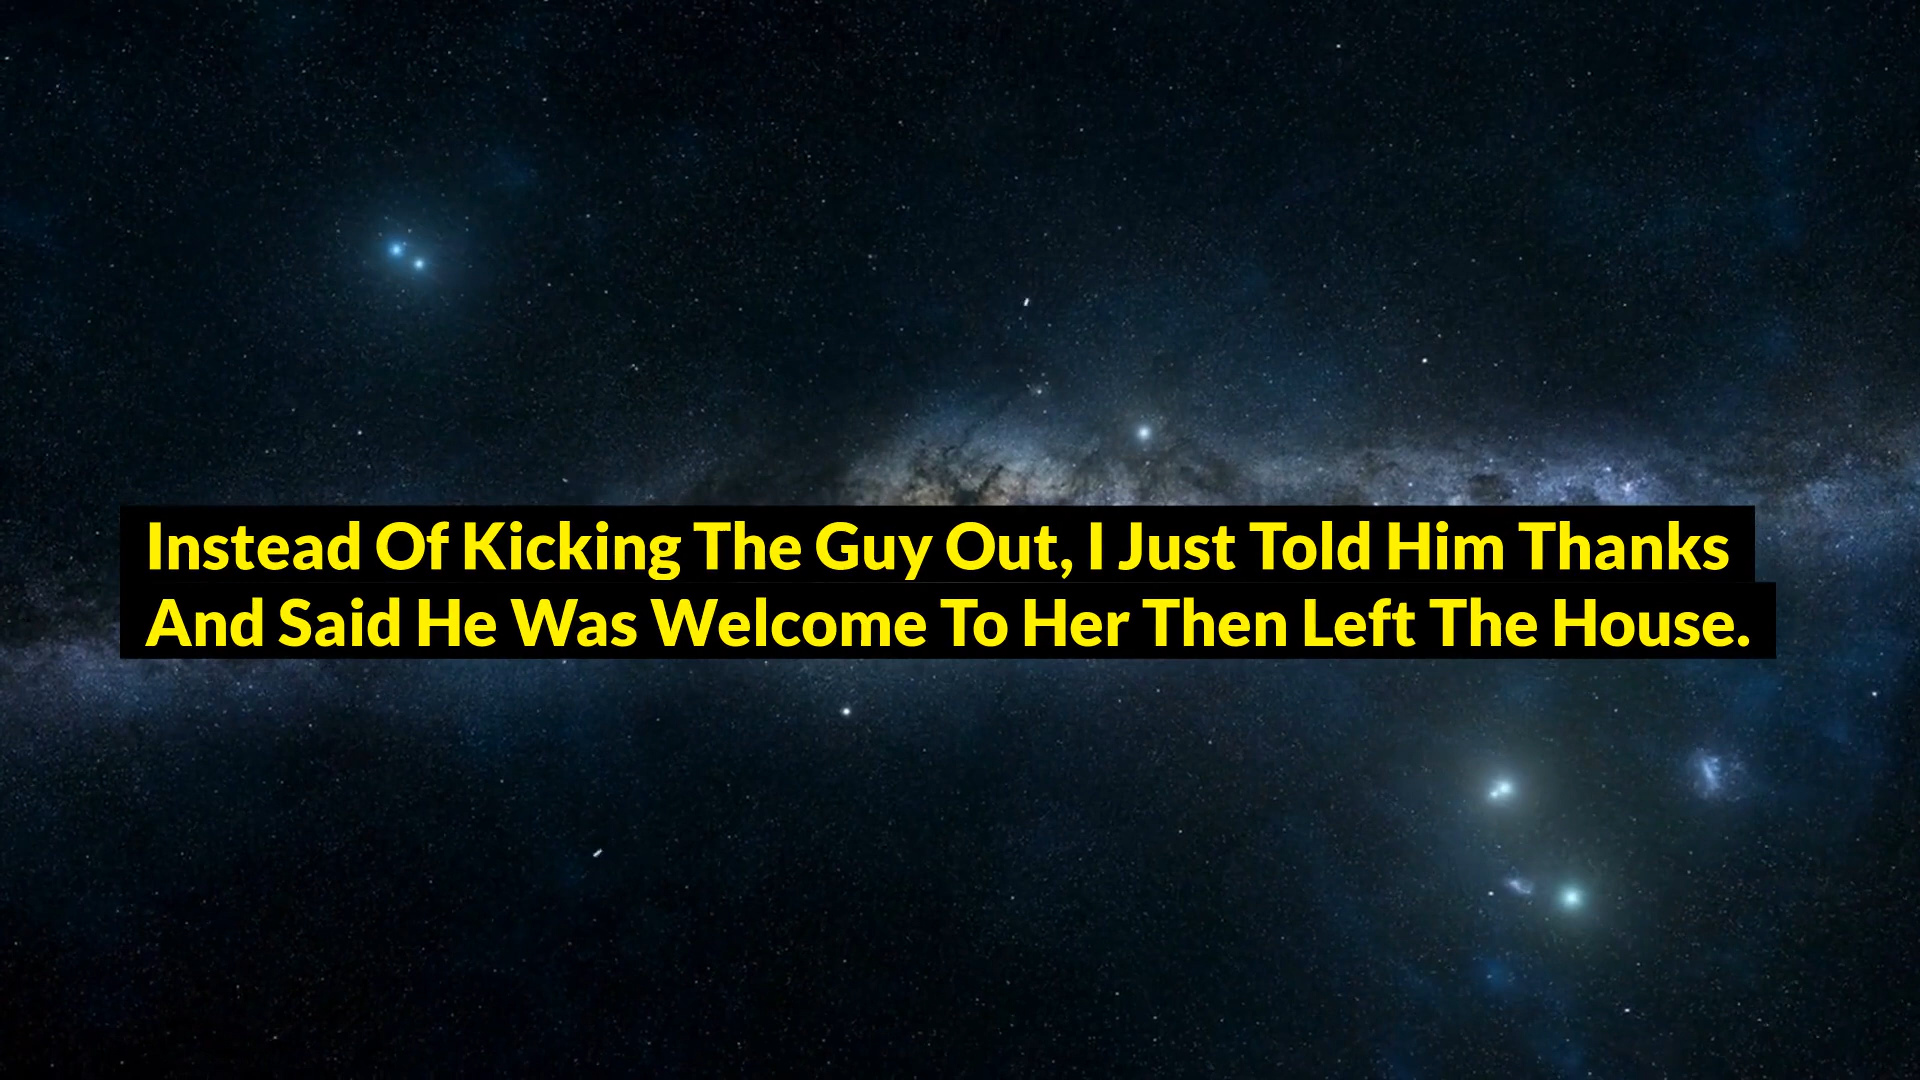 Instead Of Kicking The Guy Out, I Just Told Him Thanks
And Said He Was Welcome To Her Then Left The House.